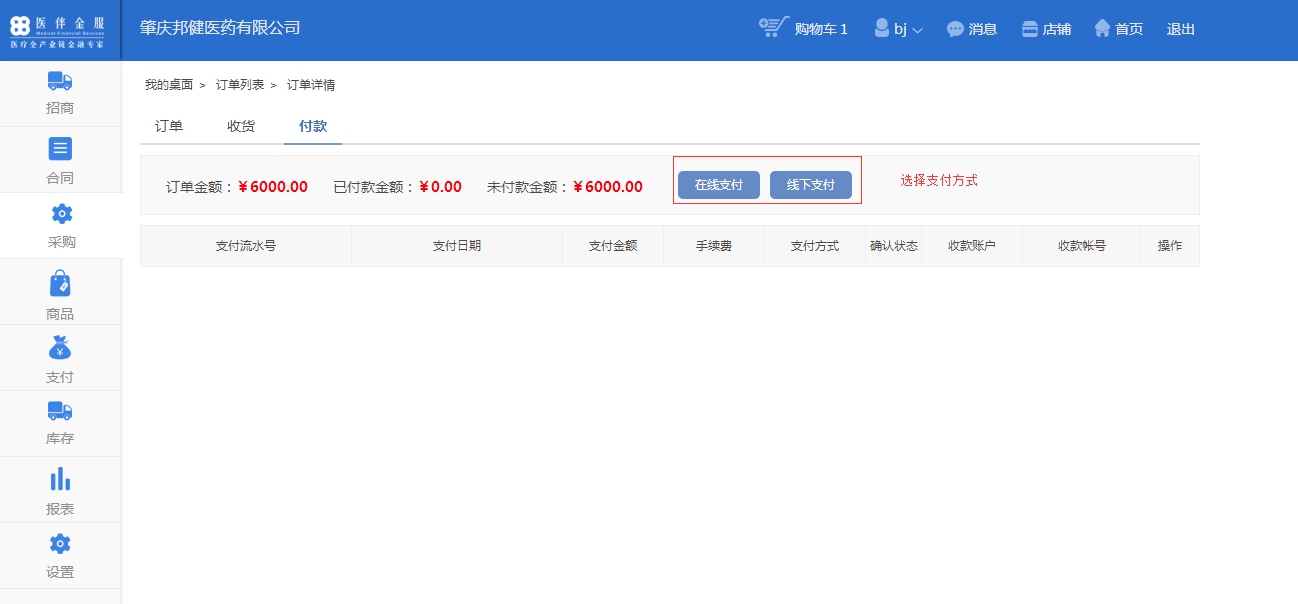 医伴金服
Medical Financial Services
医疗全产业链金融专家
肇庆邦健医药有限公司
购物车 1
bj
消息
店铺
首页
退出
招商
合同
采购
商品
支付
库存
报表
设置
我的桌面 > 订单列表 > 订单详情
订单 收货 付款
订单金额：￥6000.00 已付款金额：￥0.00 未付款金额：￥6000.00 在线支付 线下支付 选择支付方式
支付流水号 支付日期 支付金额 手续费 支付方式 确认状态 收款账户 收款帐号 操作